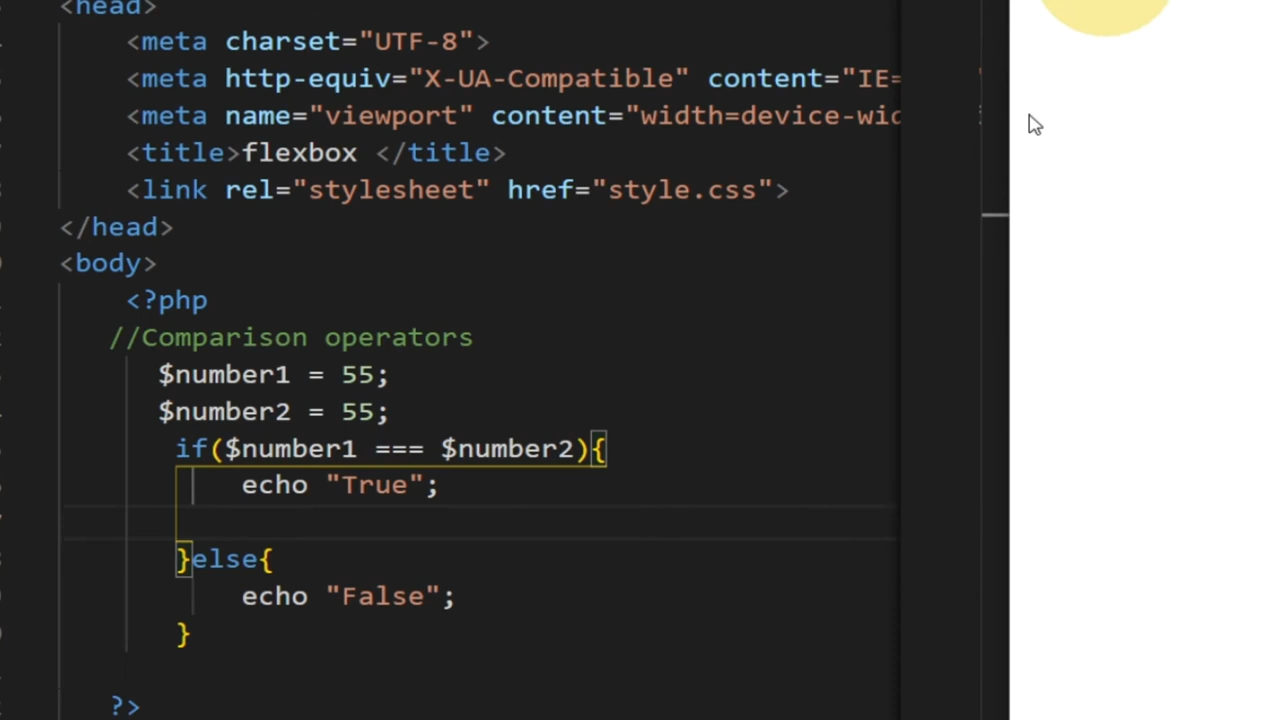 <head>
<meta charset="UTF-8">
<meta http-equiv="X-UA-Compatible" content="IE=
<meta name="viewport" content="width=device-wid
<title>flexbox </title>
<link rel="stylesheet" href="style.css">
</head>
<body>
<?php
//Comparison operators
$number1 = 55;
$number2 = 55;
if($number1 === $number2){
echo "True";
}else{
echo "False";
}
?>